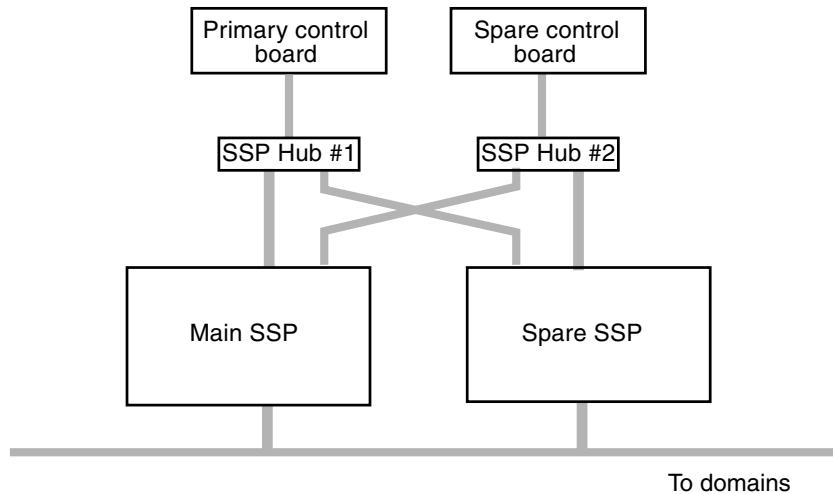 Primary control
board
Spare control
board
SSP Hub #1
SSP Hub #2
Main SSP
Spare SSP
To domains